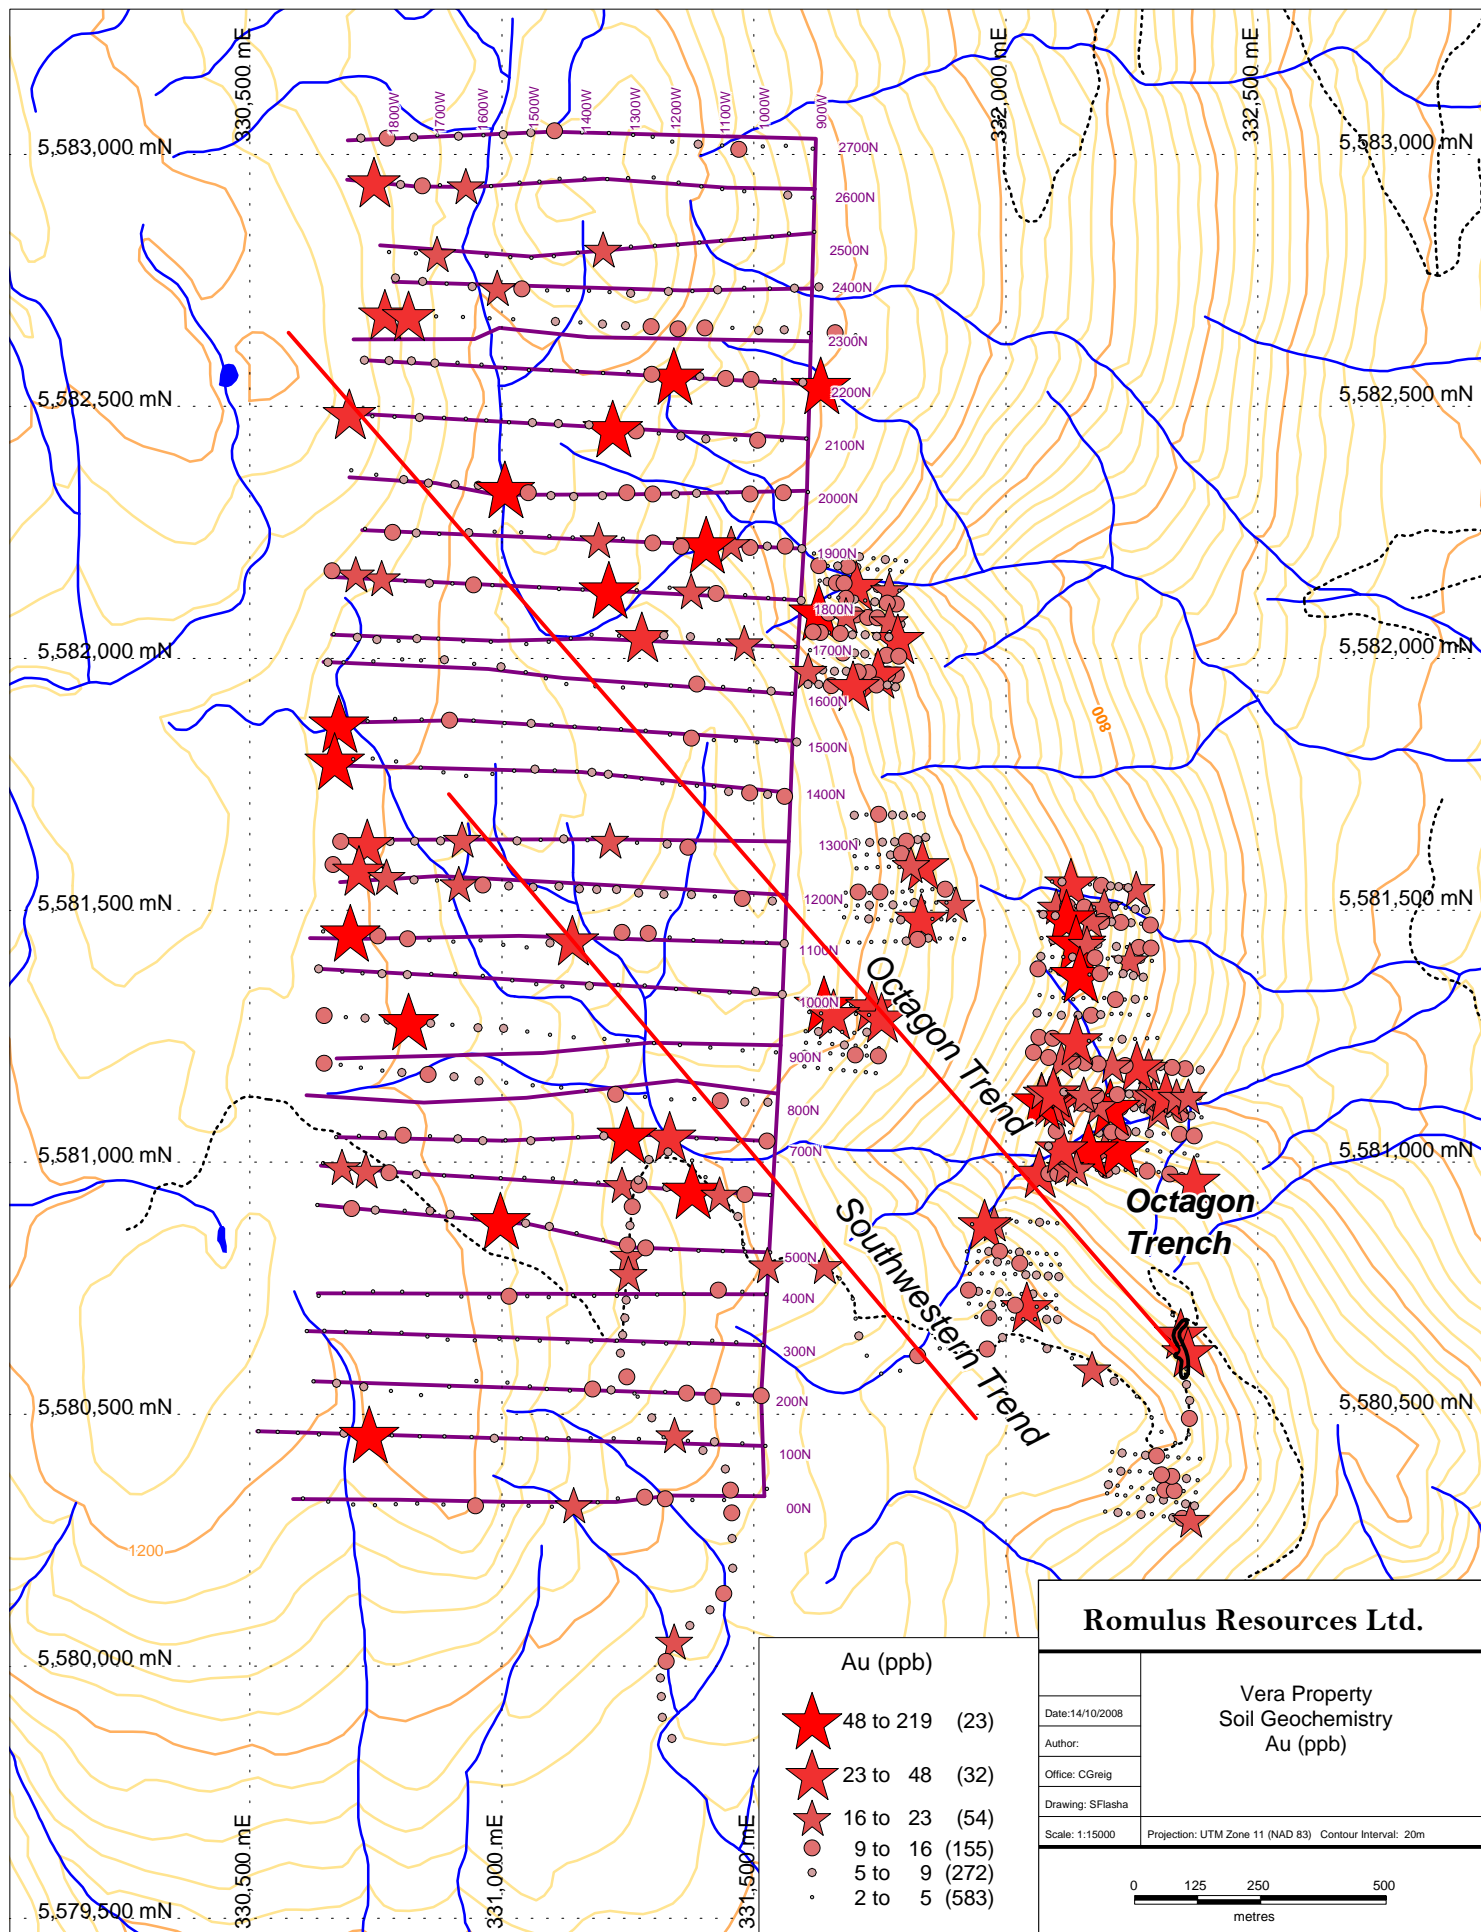 330,500 mE
332,000 mE
332,500 mE
1800W
1700W
1600W
1500W
1400W
1300W
1200W
1100W
1000W
900W
5,583,000 mN
2700N
5,583,000 mN
2600N
2500N
2400N
2300N
5,582,500 mN
2200N
5,582,500 mN
2100N
2000N
1900N
1800N
5,582,000 mN
1700N
5,582,000 mN
1600N
800
1500N
1400N
1300N
5,581,500 mN
1200N
5,581,500 mN
1100N
Octagon Trend
1000N
900N
800N
5,581,000 mN
700N
5,581,000 mN
Octagon
Trench
Southwestern Trend
500N
400N
300N
5,580,500 mN
200N
5,580,500 mN
100N
00N
1200
5,580,000 mN
330,500 mE
331,000 mE
331,500 mE
5,579,500 mN
Au (ppb)
48 to 219 (23)
23 to 48 (32)
16 to 23 (54)
9 to 16 (155)
5 to 9 (272)
2 to 5 (583)
Romulus Resources Ltd.
Date:14/10/2008
Author:
Office: CGreig
Drawing: SFlasha
Scale: 1:15000
Vera Property
Soil Geochemistry
Au (ppb)
Projection: UTM Zone 11 (NAD 83) Contour Interval: 20m
0 125 250 500
metres